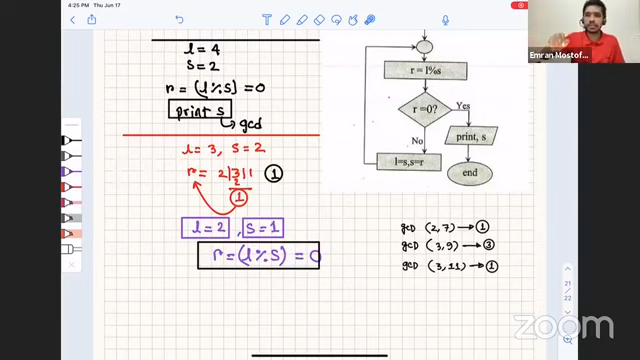 4:25 PM Thu Jun 17
l = 4
s = 2
r = (l % s) = 0
print s
gcd
l = 3, s = 2
r = 2|3|1 ①
2
①
l = 2 , s = 1
r = (l % s) = 0
r = l%s
r =0?
Yes
No
print, s
l=s,s=r
end
gcd (2, 7) → ①
gcd (3, 9) → ③
gcd (3, 11) → ①
Emran Mostof...
21
22
zoom